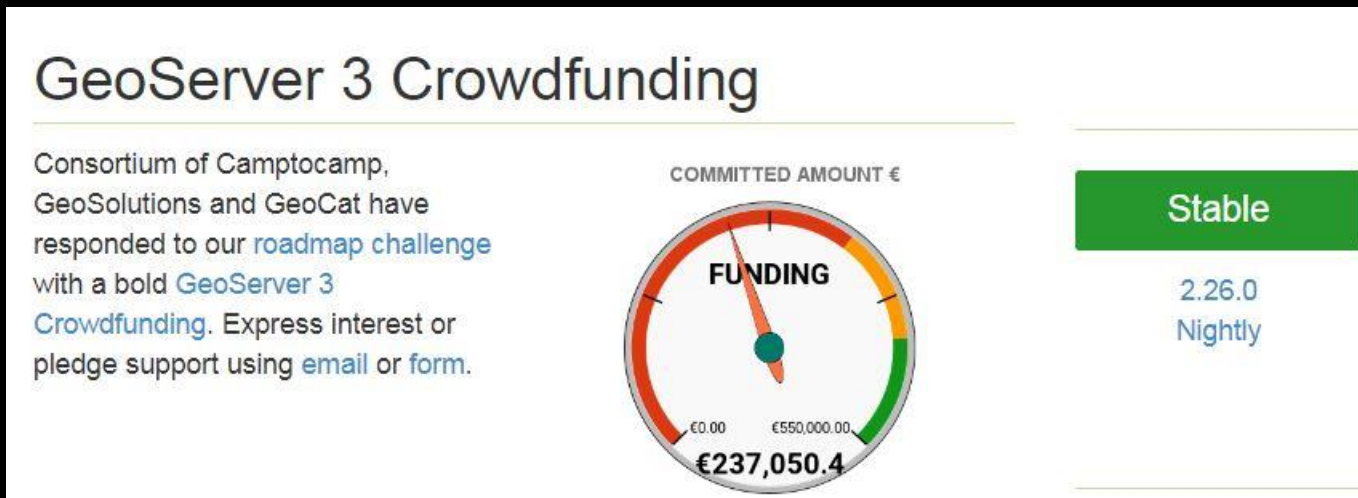 GeoServer 3 Crowdfunding
Consortium of Camptocamp,
GeoSolutions and GeoCat have
responded to our roadmap challenge
with a bold GeoServer 3
Crowdfunding. Express interest or
pledge support using email or form.
COMMITTED AMOUNT €
FUNDING
€0.00
€550,000.00
€237,050.4
Stable
2.26.0
Nightly